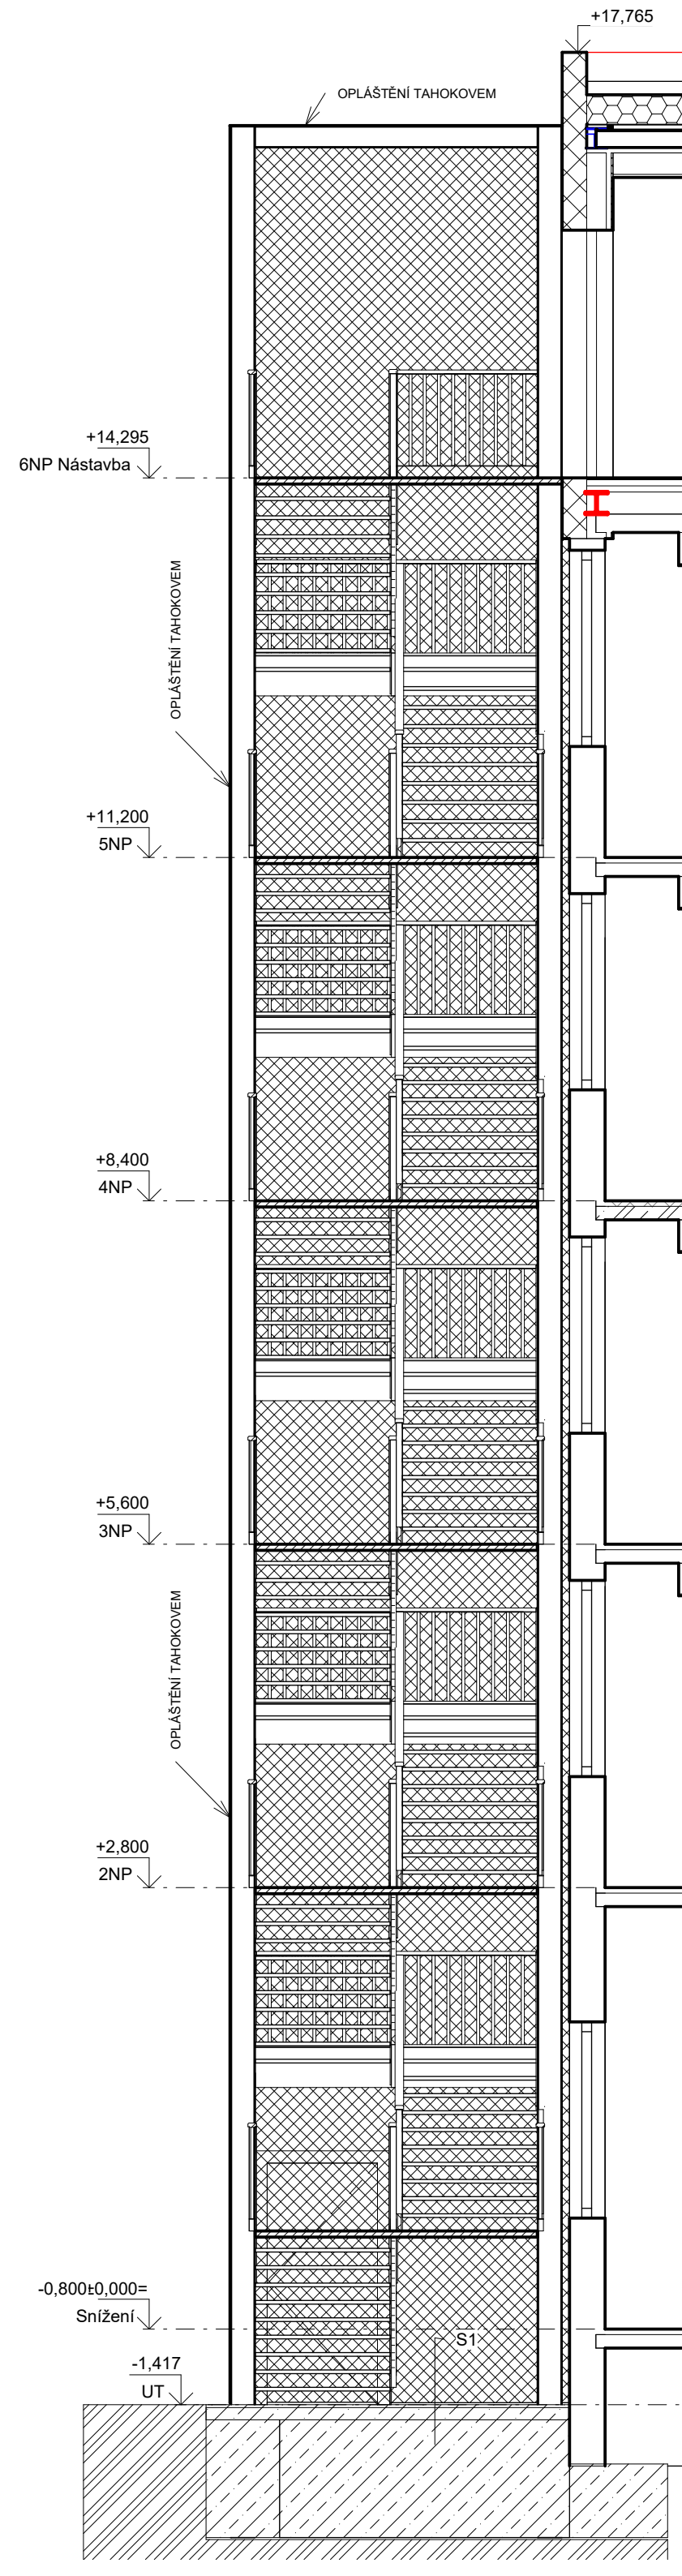 +17,765
OPLÁŠTĚNÍ TAHOKOVEM
+14,295
6NP Nástavba
OPLÁŠTĚNÍ TAHOKOVEM
+11,200
5NP
+8,400
4NP
+5,600
3NP
OPLÁŠTĚNÍ TAHOKOVEM
+2,800
2NP
-0,800±0,000=
Snížení
S1
-1,417
UT